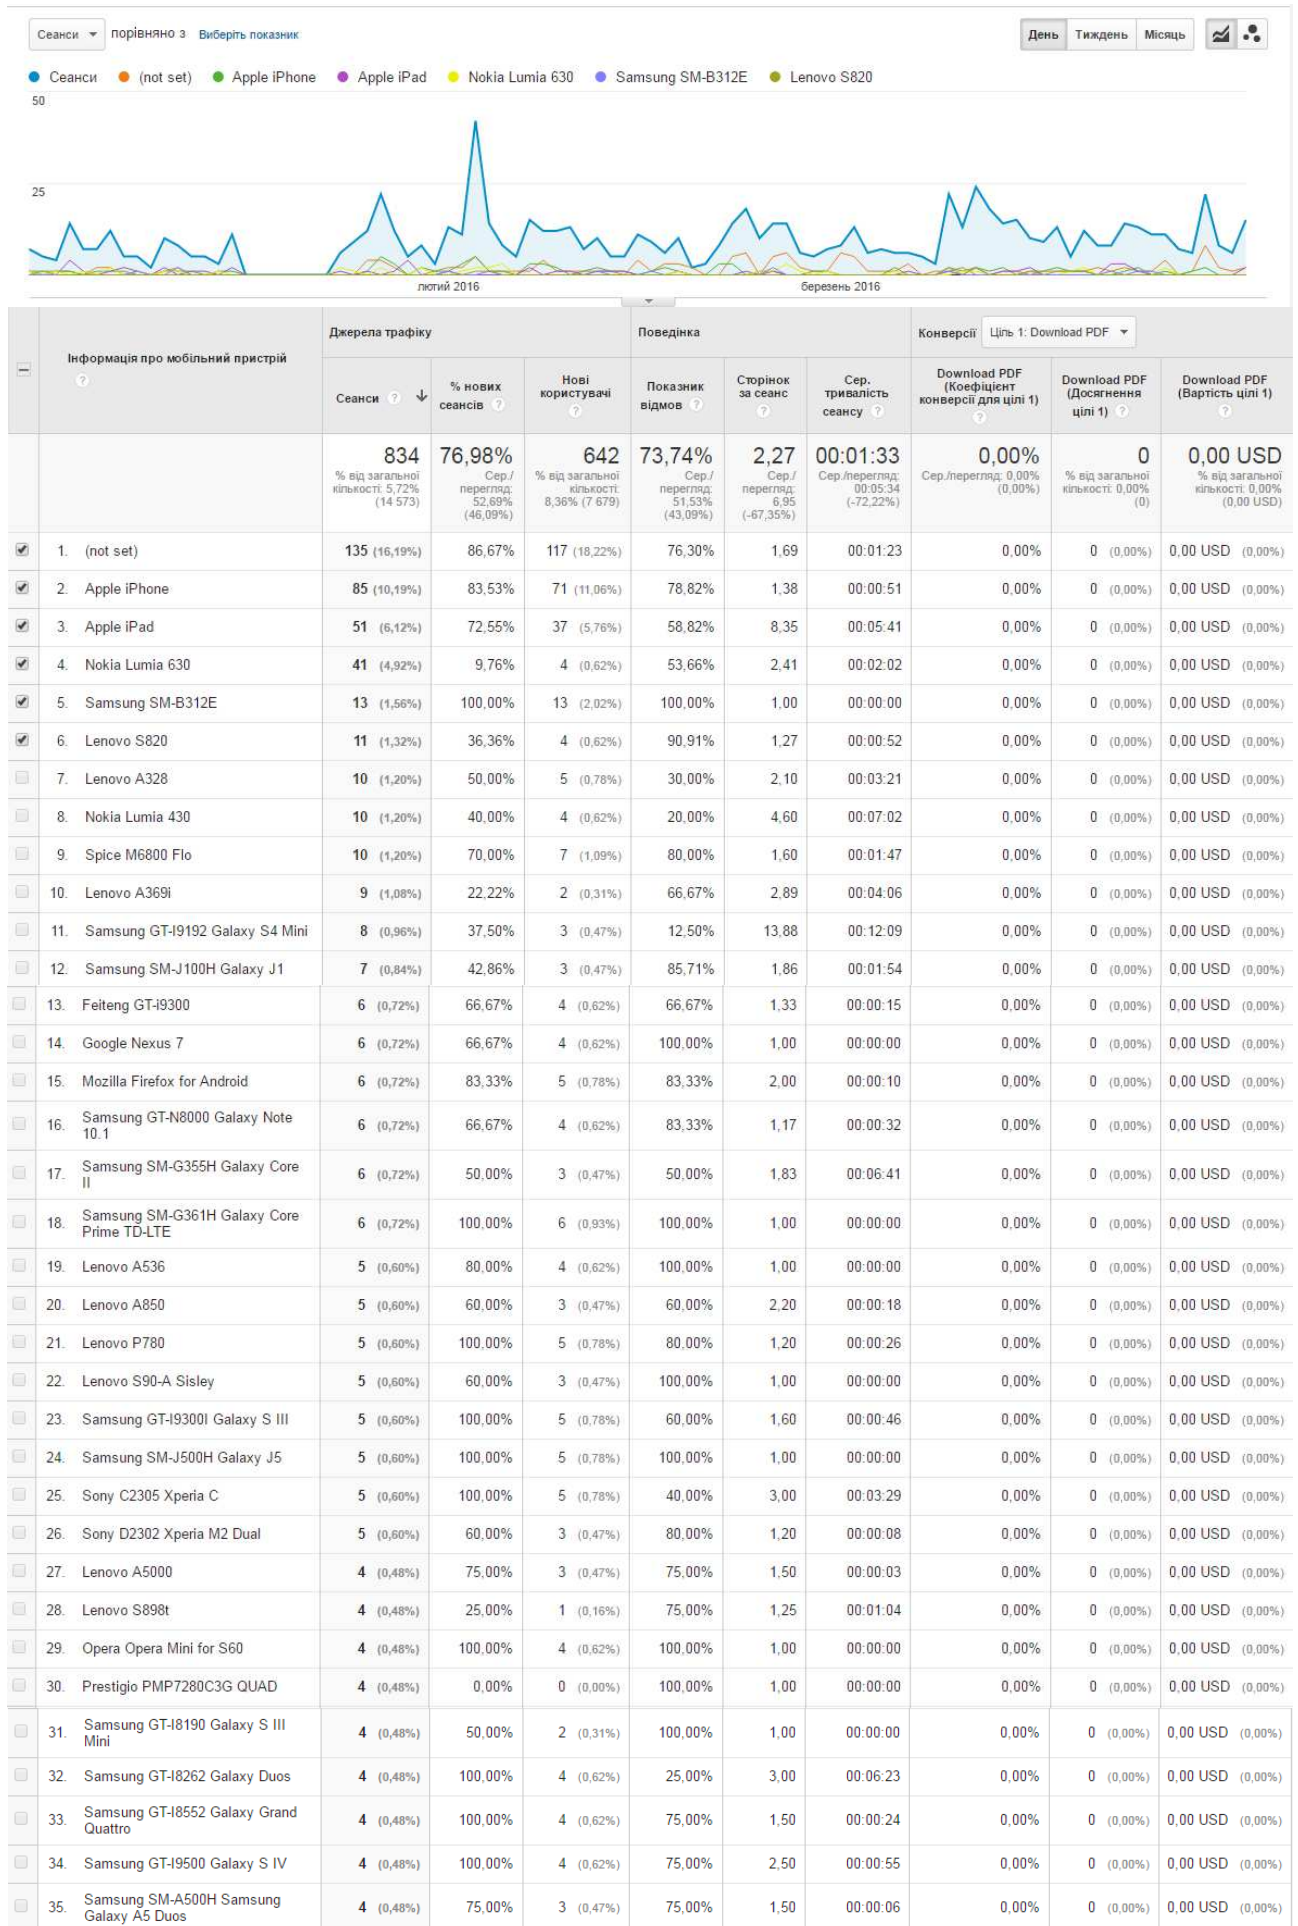 Сеанси порівняно з Виберіть показник День Тиждень Місяць
Сеанси (not set) Apple iPhone Apple iPad Nokia Lumia 630 Samsung SM-B312E Lenovo S820
50
25
лютий 2016 березень 2016
Інформація про мобільний пристрій ?
Джерела трафіку Поведінка Конверсії Ціль 1: Download PDF
Сеанси ? ↓
% нових сеансів ?
Нові користувачі ?
Показник відмов ?
Сторінок за сеанс ?
Сер. тривалість сеансу ?
Download PDF (Коефіцієнт конверсії для цілі 1) ?
Download PDF (Досягнення цілі 1) ?
Download PDF (Вартість цілі 1) ?
834 76,98% 642 73,74% 2,27 00:01:33 0,00% 0 0,00 USD
% від загальної кількості: 5,72% (14 573)
Сер./перегляд: 52,69% (46,09%)
% від загальної кількості: 8,36% (7 679)
Сер./перегляд: 51,53% (43,09%)
Сер./перегляд: 6,95 (-67,35%)
Сер./перегляд: 00:05:34 (-72,22%)
Сер./перегляд: 0,00% (0,00%)
% від загальної кількості: 0,00% (0)
% від загальної кількості: 0,00% (0,00 USD)
1. (not set) 135 (16,19%) 86,67% 117 (18,22%) 76,30% 1,69 00:01:23 0,00% 0 (0,00%) 0,00 USD (0,00%)
2. Apple iPhone 85 (10,19%) 83,53% 71 (11,06%) 78,82% 1,38 00:00:51 0,00% 0 (0,00%) 0,00 USD (0,00%)
3. Apple iPad 51 (6,12%) 72,55% 37 (5,76%) 58,82% 8,35 00:05:41 0,00% 0 (0,00%) 0,00 USD (0,00%)
4. Nokia Lumia 630 41 (4,92%) 9,76% 4 (0,62%) 53,66% 2,41 00:02:02 0,00% 0 (0,00%) 0,00 USD (0,00%)
5. Samsung SM-B312E 13 (1,56%) 100,00% 13 (2,02%) 100,00% 1,00 00:00:00 0,00% 0 (0,00%) 0,00 USD (0,00%)
6. Lenovo S820 11 (1,32%) 36,36% 4 (0,62%) 90,91% 1,27 00:00:52 0,00% 0 (0,00%) 0,00 USD (0,00%)
7. Lenovo A328 10 (1,20%) 50,00% 5 (0,78%) 30,00% 2,10 00:03:21 0,00% 0 (0,00%) 0,00 USD (0,00%)
8. Nokia Lumia 430 10 (1,20%) 40,00% 4 (0,62%) 20,00% 4,60 00:07:02 0,00% 0 (0,00%) 0,00 USD (0,00%)
9. Spice M6800 Flo 10 (1,20%) 70,00% 7 (1,09%) 80,00% 1,60 00:01:47 0,00% 0 (0,00%) 0,00 USD (0,00%)
10. Lenovo A369i 9 (1,08%) 22,22% 2 (0,31%) 66,67% 2,89 00:04:06 0,00% 0 (0,00%) 0,00 USD (0,00%)
11. Samsung GT-I9192 Galaxy S4 Mini 8 (0,96%) 37,50% 3 (0,47%) 12,50% 13,88 00:12:09 0,00% 0 (0,00%) 0,00 USD (0,00%)
12. Samsung SM-J100H Galaxy J1 7 (0,84%) 42,86% 3 (0,47%) 85,71% 1,86 00:01:54 0,00% 0 (0,00%) 0,00 USD (0,00%)
13. Feiteng GT-i9300 6 (0,72%) 66,67% 4 (0,62%) 66,67% 1,33 00:00:15 0,00% 0 (0,00%) 0,00 USD (0,00%)
14. Google Nexus 7 6 (0,72%) 66,67% 4 (0,62%) 100,00% 1,00 00:00:00 0,00% 0 (0,00%) 0,00 USD (0,00%)
15. Mozilla Firefox for Android 6 (0,72%) 83,33% 5 (0,78%) 83,33% 2,00 00:00:10 0,00% 0 (0,00%) 0,00 USD (0,00%)
16. Samsung GT-N8000 Galaxy Note
10.1 6 (0,72%) 66,67% 4 (0,62%) 83,33% 1,17 00:00:32 0,00% 0 (0,00%) 0,00 USD (0,00%)
17. Samsung SM-G355H Galaxy Core
II 6 (0,72%) 50,00% 3 (0,47%) 50,00% 1,83 00:06:41 0,00% 0 (0,00%) 0,00 USD (0,00%)
18. Samsung SM-G361H Galaxy Core
Prime TD-LTE 6 (0,72%) 100,00% 6 (0,93%) 100,00% 1,00 00:00:00 0,00% 0 (0,00%) 0,00 USD (0,00%)
19. Lenovo A536 5 (0,60%) 80,00% 4 (0,62%) 100,00% 1,00 00:00:00 0,00% 0 (0,00%) 0,00 USD (0,00%)
20. Lenovo A850 5 (0,60%) 60,00% 3 (0,47%) 60,00% 2,20 00:00:18 0,00% 0 (0,00%) 0,00 USD (0,00%)
21. Lenovo P780 5 (0,60%) 100,00% 5 (0,78%) 80,00% 1,20 00:00:26 0,00% 0 (0,00%) 0,00 USD (0,00%)
22. Lenovo S90-A Sisley 5 (0,60%) 60,00% 3 (0,47%) 100,00% 1,00 00:00:00 0,00% 0 (0,00%) 0,00 USD (0,00%)
23. Samsung GT-I9300I Galaxy S III 5 (0,60%) 100,00% 5 (0,78%) 60,00% 1,60 00:00:46 0,00% 0 (0,00%) 0,00 USD (0,00%)
24. Samsung SM-J500H Galaxy J5 5 (0,60%) 100,00% 5 (0,78%) 100,00% 1,00 00:00:00 0,00% 0 (0,00%) 0,00 USD (0,00%)
25. Sony C2305 Xperia C 5 (0,60%) 100,00% 5 (0,78%) 40,00% 3,00 00:03:29 0,00% 0 (0,00%) 0,00 USD (0,00%)
26. Sony D2302 Xperia M2 Dual 5 (0,60%) 60,00% 3 (0,47%) 80,00% 1,20 00:00:08 0,00% 0 (0,00%) 0,00 USD (0,00%)
27. Lenovo A5000 4 (0,48%) 75,00% 3 (0,47%) 75,00% 1,50 00:00:03 0,00% 0 (0,00%) 0,00 USD (0,00%)
28. Lenovo S898t 4 (0,48%) 25,00% 1 (0,16%) 75,00% 1,25 00:01:04 0,00% 0 (0,00%) 0,00 USD (0,00%)
29. Opera Opera Mini for S60 4 (0,48%) 100,00% 4 (0,62%) 100,00% 1,00 00:00:00 0,00% 0 (0,00%) 0,00 USD (0,00%)
30. Prestigio PMP7280C3G QUAD 4 (0,48%) 0,00% 0 (0,00%) 100,00% 1,00 00:00:00 0,00% 0 (0,00%) 0,00 USD (0,00%)
31. Samsung GT-I8190 Galaxy S III
Mini 4 (0,48%) 50,00% 2 (0,31%) 100,00% 1,00 00:00:00 0,00% 0 (0,00%) 0,00 USD (0,00%)
32. Samsung GT-I8262 Galaxy Duos 4 (0,48%) 100,00% 4 (0,62%) 25,00% 3,00 00:06:23 0,00% 0 (0,00%) 0,00 USD (0,00%)
33. Samsung GT-I8552 Galaxy Grand
Quattro 4 (0,48%) 100,00% 4 (0,62%) 75,00% 1,50 00:00:24 0,00% 0 (0,00%) 0,00 USD (0,00%)
34. Samsung GT-I9500 Galaxy S IV 4 (0,48%) 100,00% 4 (0,62%) 75,00% 2,50 00:00:55 0,00% 0 (0,00%) 0,00 USD (0,00%)
35. Samsung SM-A500H Samsung
Galaxy A5 Duos 4 (0,48%) 75,00% 3 (0,47%) 75,00% 1,50 00:00:06 0,00% 0 (0,00%) 0,00 USD (0,00%)